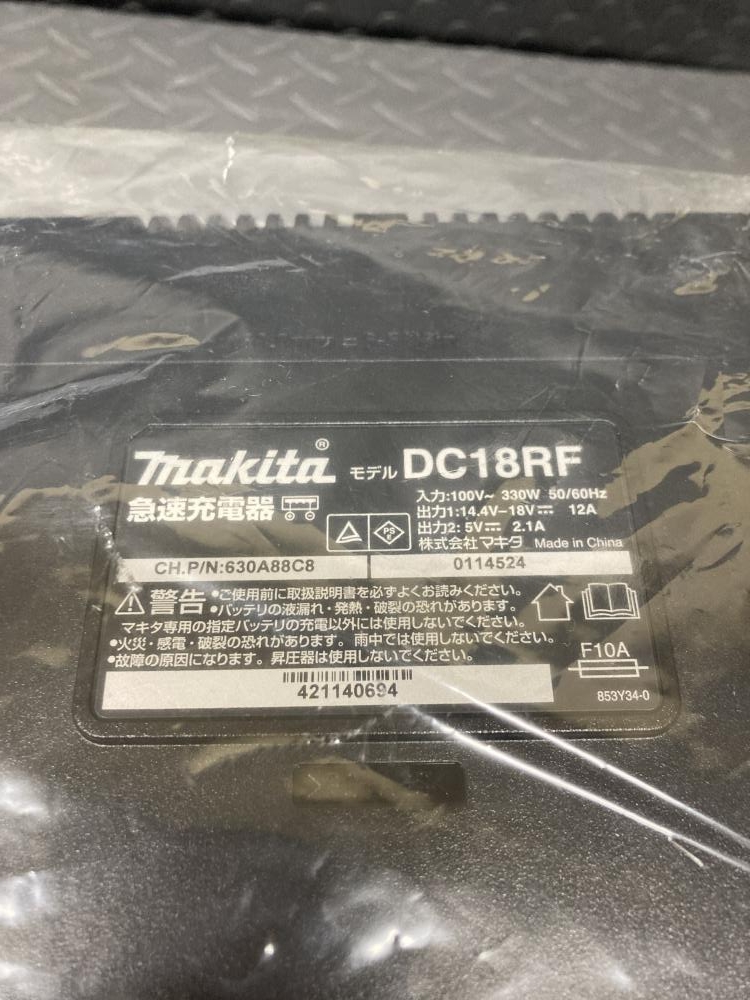 makita® モデル DC18RF
急速充電器
入力:100V~ 330W 50/60Hz
出力1:14.4V-18V⎓ 12A
出力2: 5V⎓ 2.1A
PS
E
株式会社マキタ Made in China
CH.P/N:630A88C8
0114524
⚠警告 •ご使用前に取扱説明書を必ずよくお読みください。
•バッテリの液漏れ・発熱・破裂の恐れがあります。
マキタ専用の指定バッテリの充電以外には使用しないでください。
•火災・感電・破裂の恐れがあります。雨中では使用しないでください。
•故障の原因になります。昇圧器は使用しないでください。
F10A
421140694
853Y34-0